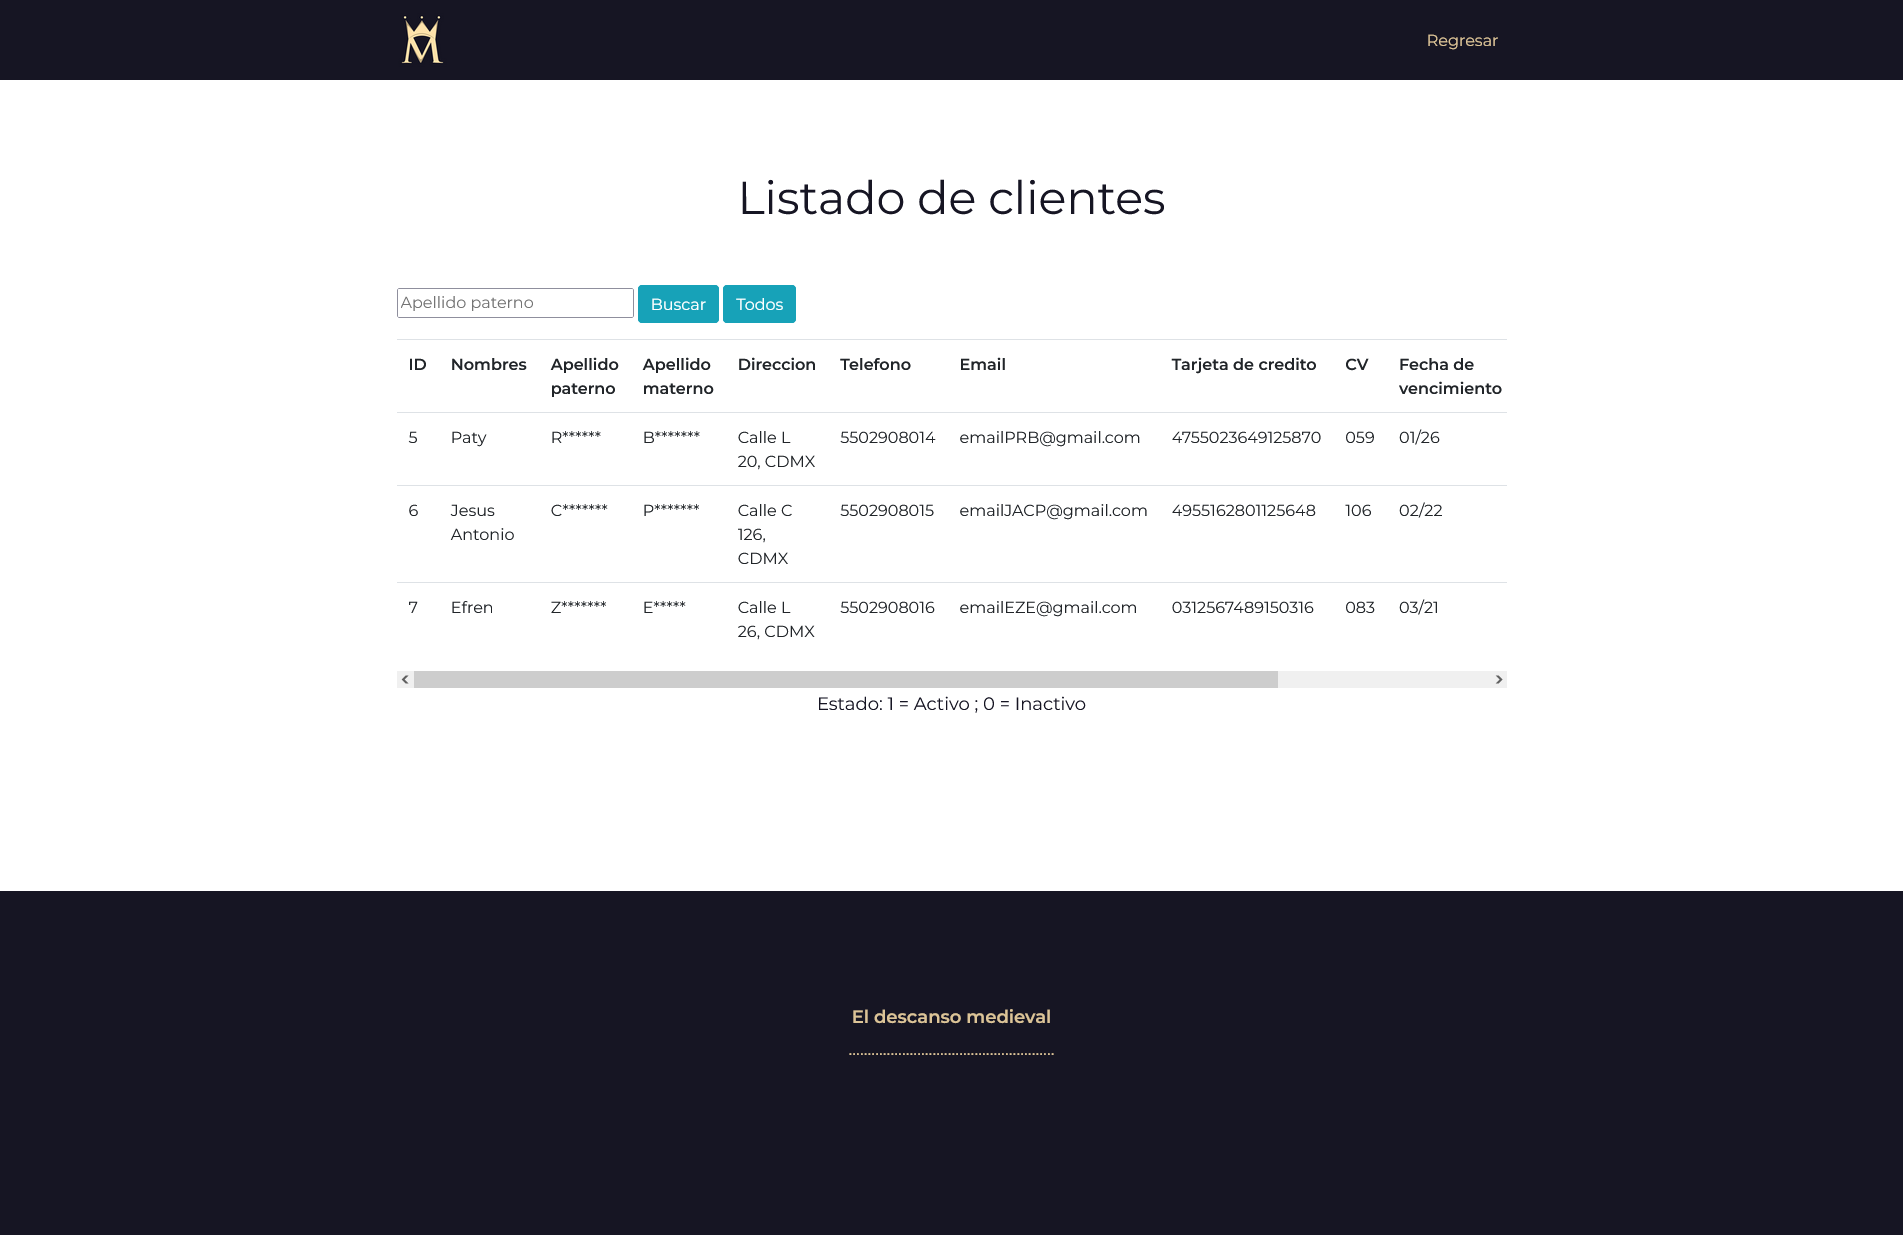 M
Regresar
Listado de clientes
Apellido paterno Buscar Todos
ID Nombres Apellido paterno Apellido materno Direccion Telefono Email Tarjeta de credito CV Fecha de vencimiento
5 Paty R****** B******* Calle L 20, CDMX 5502908014 emailPRB@gmail.com 4755023649125870 059 01/26
6 Jesus Antonio C******* P******* Calle C 126, CDMX 5502908015 emailJACP@gmail.com 4955162801125648 106 02/22
7 Efren Z******* E***** Calle L 26, CDMX 5502908016 emailEZE@gmail.com 0312567489150316 083 03/21
Estado: 1 = Activo ; 0 = Inactivo
El descanso medieval